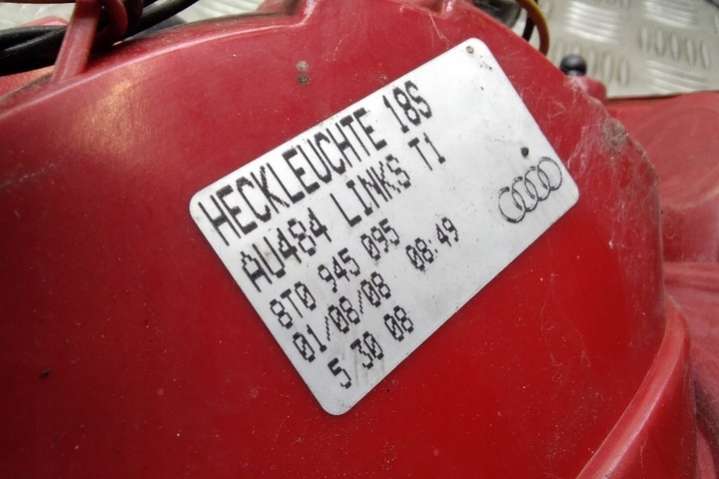 HECKLEUCHTE 18S
AU484 LINKS T1
8T0 945 095
01/08/08 08:49
5/30 08